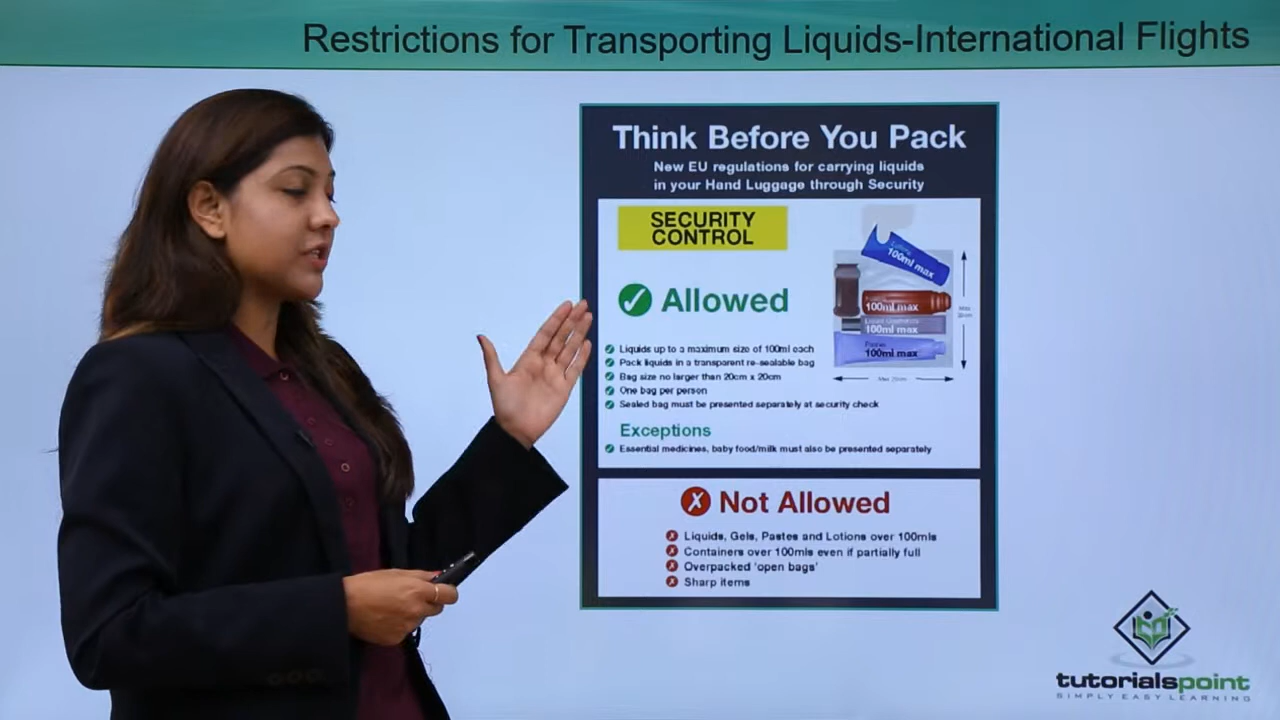 Restrictions for Transporting Liquids-International Flights
Think Before You Pack
New EU regulations for carrying liquids
in your Hand Luggage through Security
SECURITY
CONTROL
Allowed
Liquids up to a maximum size of 100ml each
Pack liquids in a transparent re-sealable bag
Bag size no larger than 20cm x 20cm
One bag per person
Sealed bag must be presented separately at security check
100ml max
100ml max
100ml max
Pastes
100ml max
Max
20cm
Max 20cm
Exceptions
Essential medicines, baby food/milk must also be presented separately
Not Allowed
Liquids, Gels, Pastes and Lotions over 100mls
Containers over 100mls even if partially full
Overpacked 'open bags'
Sharp items
tutorialspoint
SIMPLY EASY LEARNING